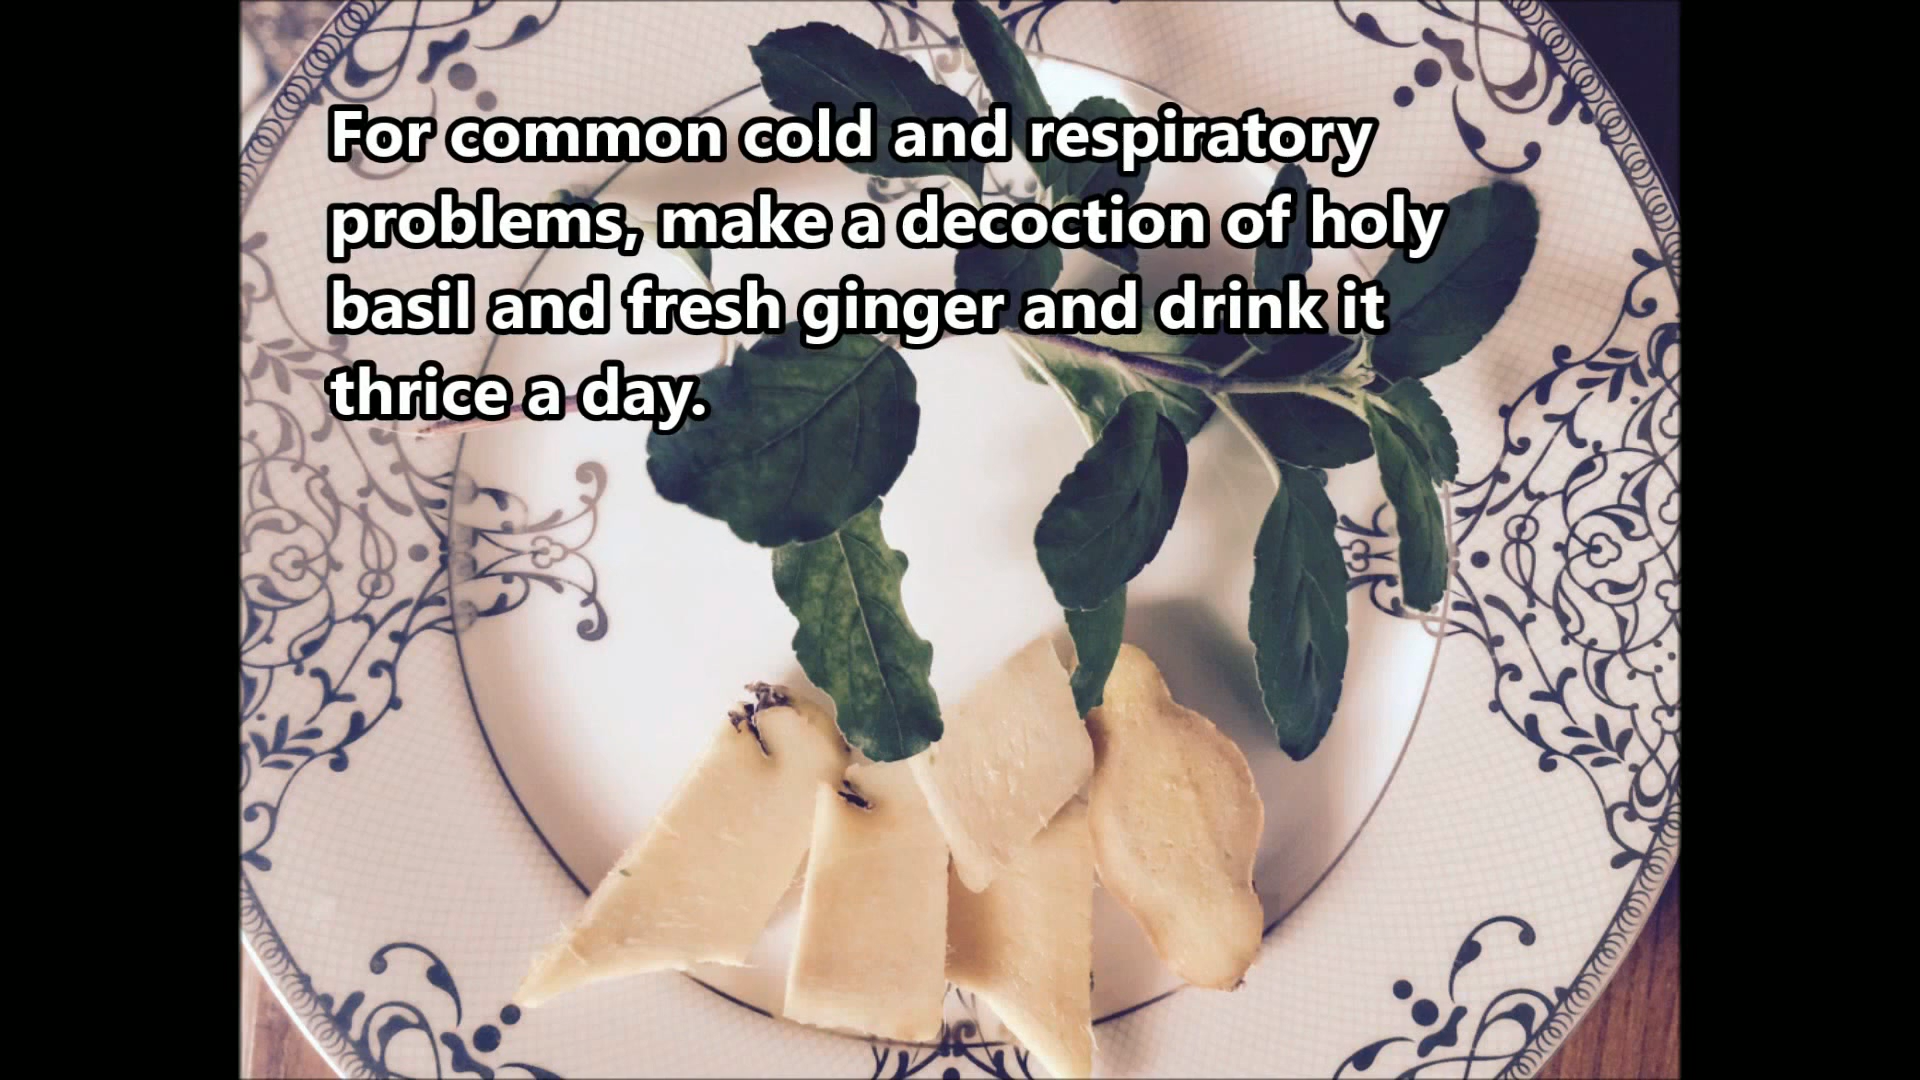 For common cold and respiratory
problems, make a decoction of holy
basil and fresh ginger and drink it
thrice a day.